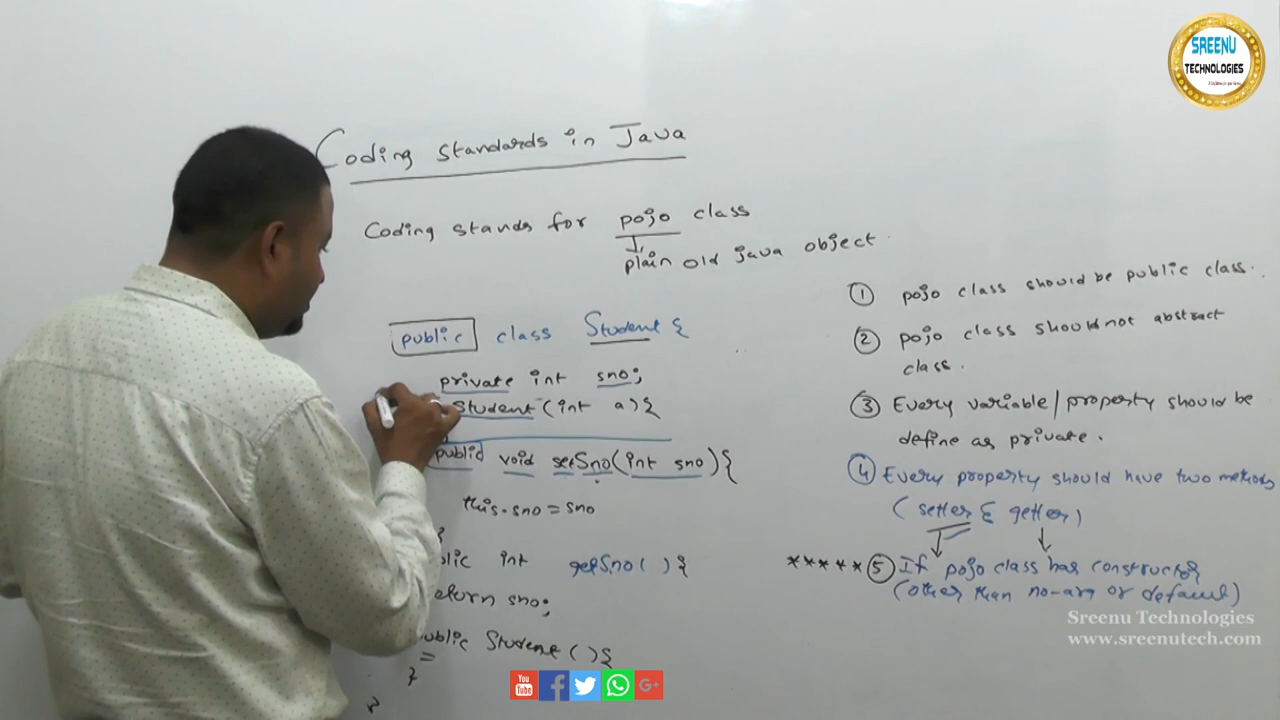 SREENU
TECHNOLOGIES
Coding standards in Java
Coding stands for pojo class
plain old java object
public class Student {
private int sno;
Student (int a) {
public void setSno(int sno) {
this.sno = sno
}
blic int getSno( ) {
eturn sno;
ublic Student ( ) {
}
}
① pojo class should be public class.
② pojo class should not abstract
class.
③ Every variable/property should be
define as private.
④ Every property should have two methods
(setter & getter)
***** ⑤ If pojo class has constructor
(other than no-arg or default)
Sreenu Technologies
www.sreenutech.com
You
Tube
G+